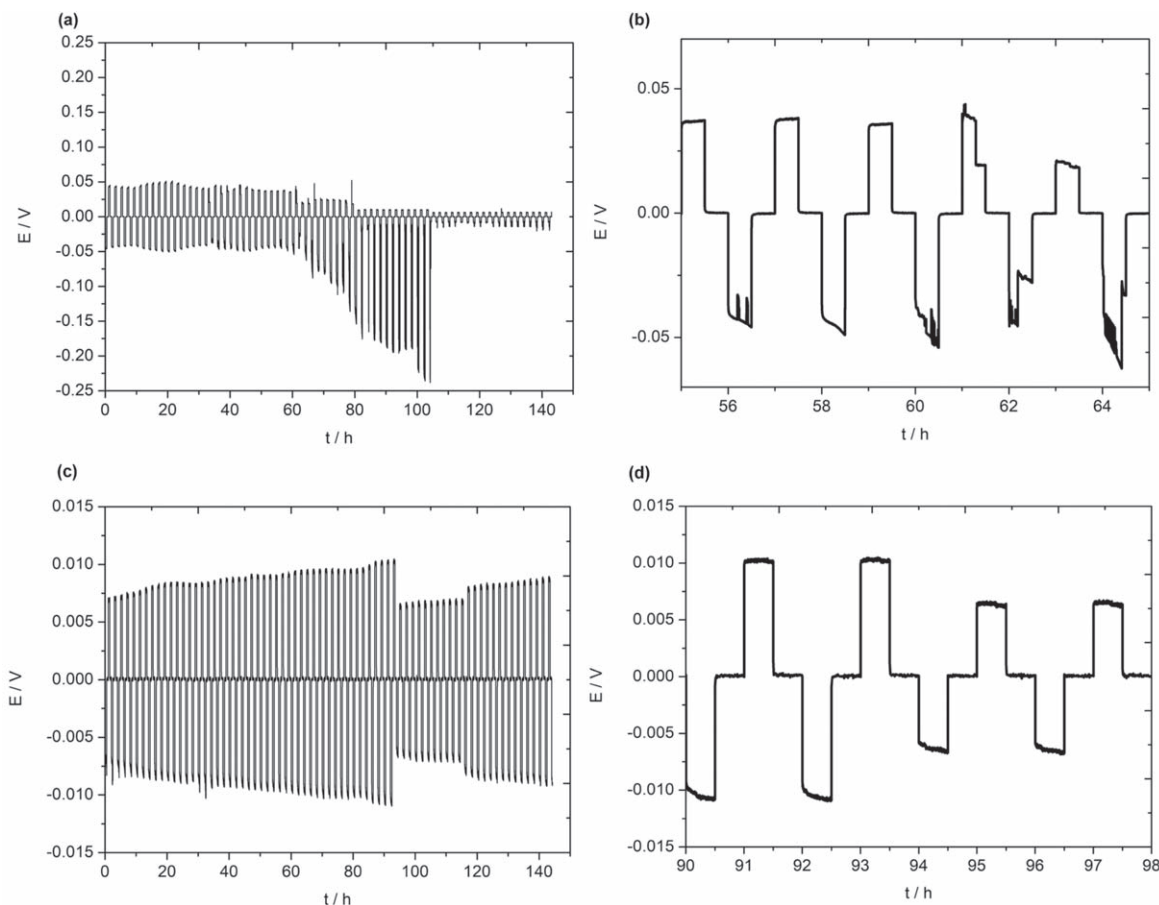 (a)
0.25
0.20
0.15
0.10
0.05
0.00
-0.05
-0.10
-0.15
-0.20
-0.25
0 20 40 60 80 100 120 140
E / V
t / h
(b)
0.05
0.00
-0.05
56 58 60 62 64
E / V
t / h
(c)
0.015
0.010
0.005
0.000
-0.005
-0.010
-0.015
0 20 40 60 80 100 120 140
E / V
t / h
(d)
0.015
0.010
0.005
0.000
-0.005
-0.010
-0.015
90 91 92 93 94 95 96 97 98
E / V
t / h